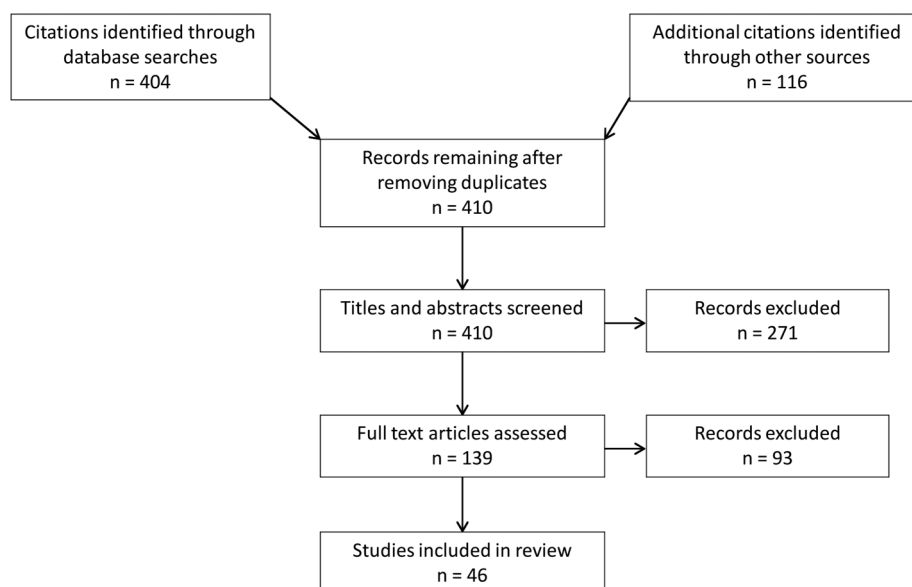 Citations identified through
database searches
n = 404
Additional citations identified
through other sources
n = 116
Records remaining after
removing duplicates
n = 410
Titles and abstracts screened
n = 410
Records excluded
n = 271
Full text articles assessed
n = 139
Records excluded
n = 93
Studies included in review
n = 46